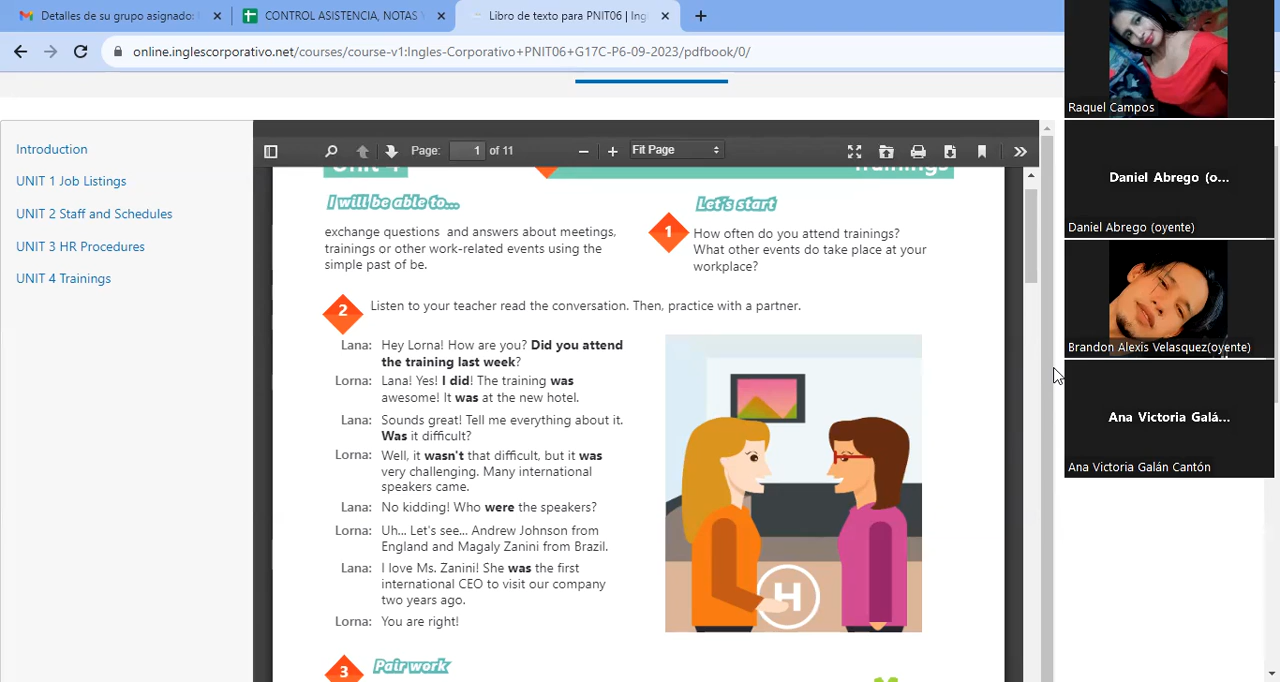 Detalles de su grupo asignado:
CONTROL ASISTENCIA, NOTAS
Libro de texto para PNIT06 | Ing
online.inglescorporativo.net/courses/course-v1:Ingles-Corporativo+PNIT06+G17C-P6-09-2023/pdfbook/0/
Introduction
UNIT 1 Job Listings
UNIT 2 Staff and Schedules
UNIT 3 HR Procedures
UNIT 4 Trainings
Page: 1 of 11
Fit Page
Unit 4
Trainings
I will be able to...
exchange questions and answers about meetings,
trainings or other work-related events using the
simple past of be.
Let's start
1
How often do you attend trainings?
What other events do take place at your
workplace?
2
Listen to your teacher read the conversation. Then, practice with a partner.
Lana: Hey Lorna! How are you? Did you attend
the training last week?
Lorna: Lana! Yes! I did! The training was
awesome! It was at the new hotel.
Lana: Sounds great! Tell me everything about it.
Was it difficult?
Lorna: Well, it wasn't that difficult, but it was
very challenging. Many international
speakers came.
Lana: No kidding! Who were the speakers?
Lorna: Uh... Let's see... Andrew Johnson from
England and Magaly Zanini from Brazil.
Lana: I love Ms. Zanini! She was the first
international CEO to visit our company
two years ago.
Lorna: You are right!
H
3
Pair work
Raquel Campos
Daniel Abrego (o...
Daniel Abrego (oyente)
Brandon Alexis Velasquez(oyente)
Ana Victoria Galá...
Ana Victoria Galán Cantón